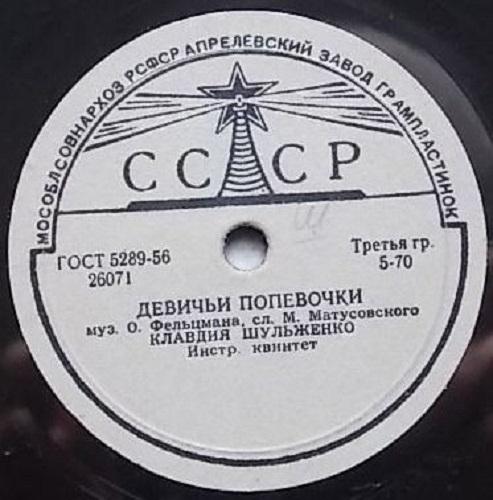 МОСОБЛСОВНАРХОЗ РСФСР АПРЕЛЕВСКИЙ ЗАВОД ГРАМПЛАСТИНОК
СССР
ГОСТ 5289-56
26071
Третья гр.
5-70
ДЕВИЧЬИ ПОПЕВОЧКИ
муз. О. Фельцмана, сл. М. Матусовского
КЛАВДИЯ ШУЛЬЖЕНКО
Инстр. квинтет